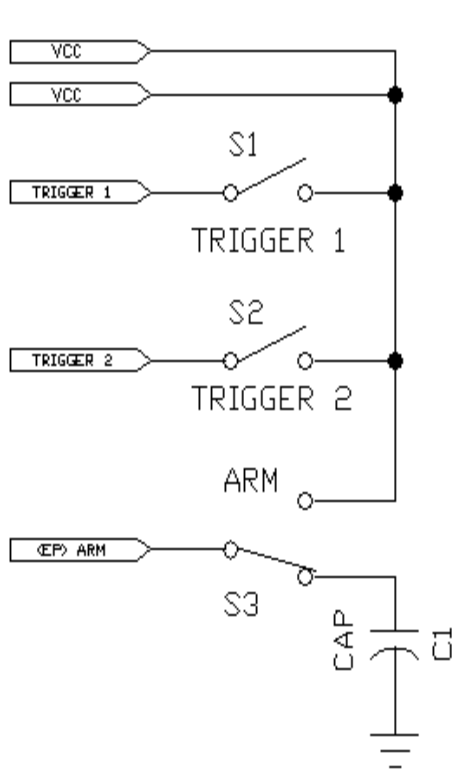 VCC
VCC
S1
TRIGGER 1
TRIGGER 1
S2
TRIGGER 2
TRIGGER 2
ARM
(EP) ARM
S3
CAP
C1